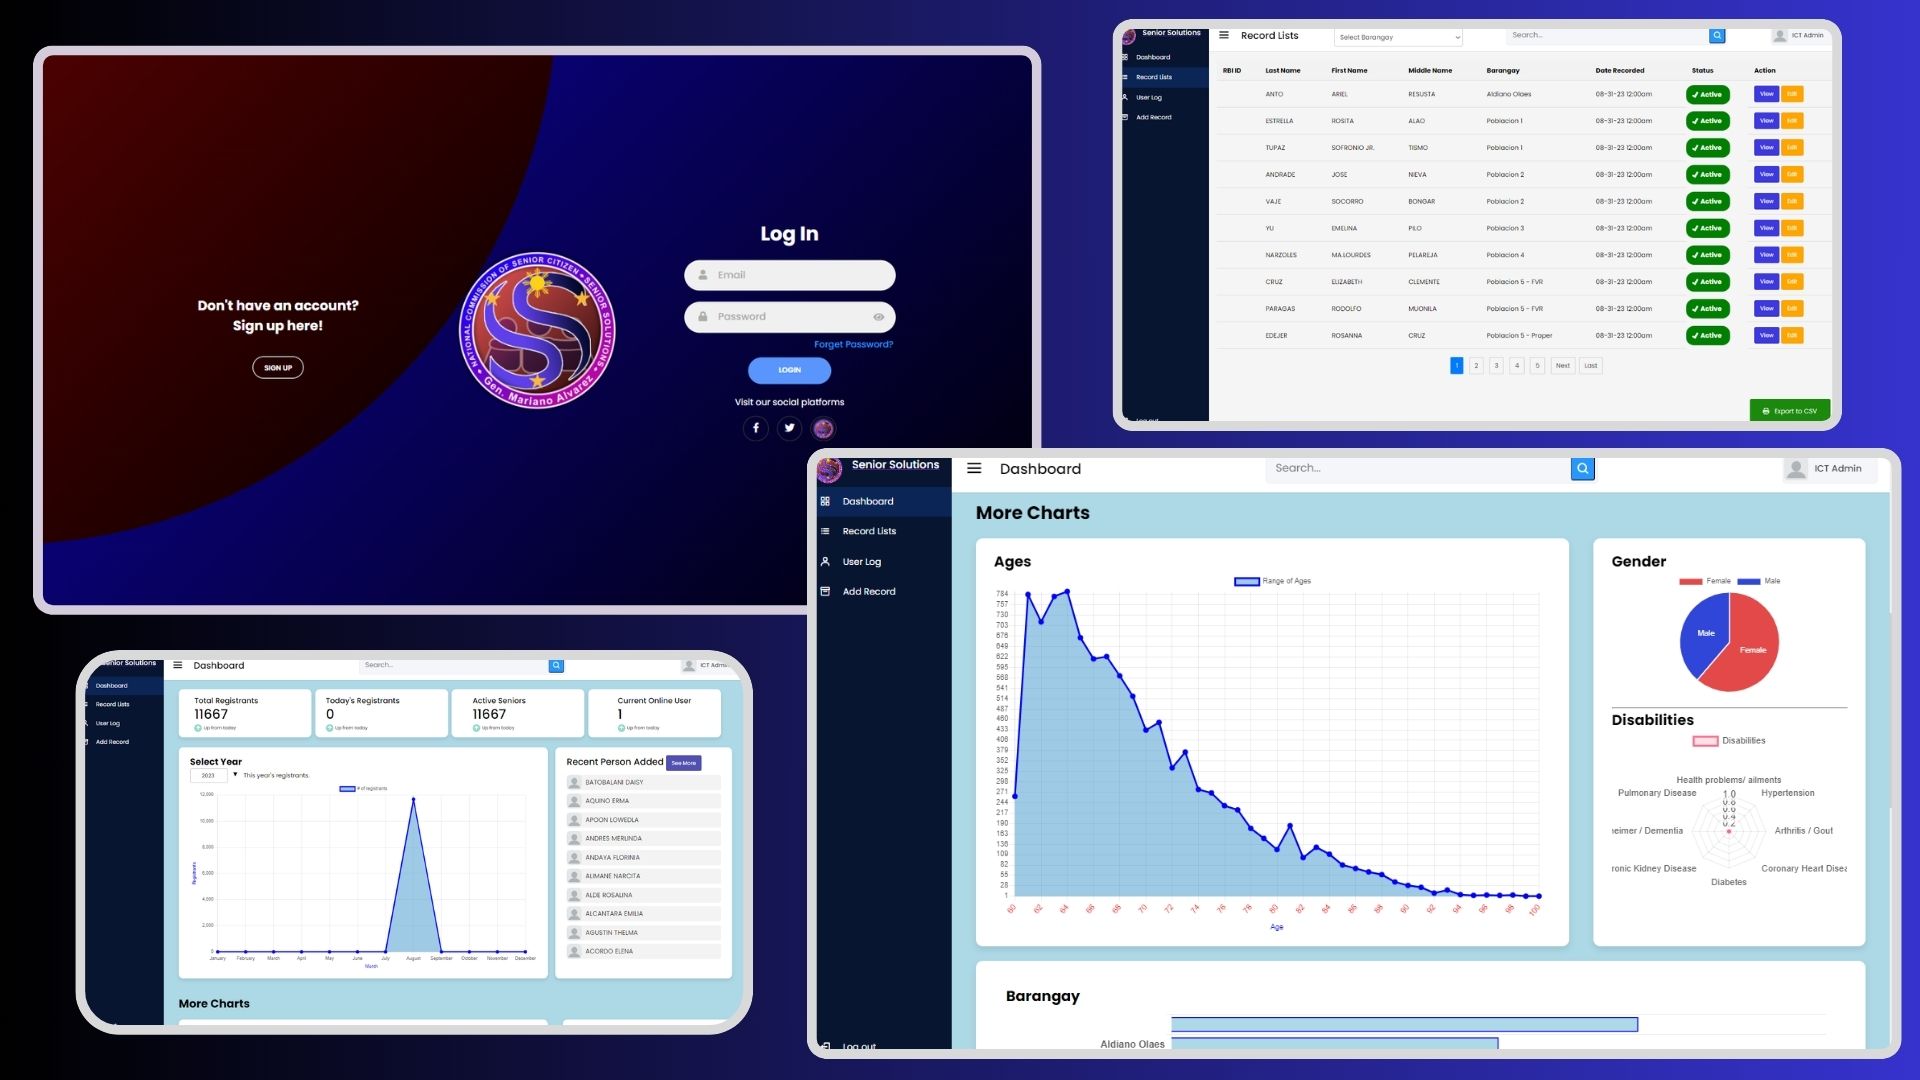 Don't have an account?
Sign up here!
SIGN UP
NATIONAL COMMISSION OF SENIOR CITIZEN
SENIOR SOLUTIONS
Gen. Mariano Alvarez
Log In
Email
Password
Forget Password?
LOGIN
Visit our social platforms
Senior Solutions
Record Lists
Select Barangay
Search...
ICT Admin
Dashboard
Record Lists
User Log
Add Record
RBI ID Last Name First Name Middle Name Barangay Date Recorded Status Action
ANTO ARIEL RESUSTA Aldiano Olaes 08-31-23 12:00am Active View Edit
ESTRELLA ROSITA ALAO Poblacion 1 08-31-23 12:00am Active View Edit
TUPAZ SOFRONIO JR. TISMO Poblacion 1 08-31-23 12:00am Active View Edit
ANDRADE JOSE NIEVA Poblacion 2 08-31-23 12:00am Active View Edit
VAJE SOCORRO BONGAR Poblacion 2 08-31-23 12:00am Active View Edit
YU EMELINA PILO Poblacion 3 08-31-23 12:00am Active View Edit
NARZOLES MA.LOURDES PELAREJA Poblacion 4 08-31-23 12:00am Active View Edit
CRUZ ELIZABETH CLEMENTE Poblacion 5 - FVR 08-31-23 12:00am Active View Edit
PARAGAS RODOLFO MUONILA Poblacion 5 - FVR 08-31-23 12:00am Active View Edit
EDEJER ROSANNA CRUZ Poblacion 5 - Proper 08-31-23 12:00am Active View Edit
1 2 3 4 5 Next Last
Export to CSV
Senior Solutions
Dashboard
Search...
ICT Admin
Dashboard
Record Lists
User Log
Add Record
Log out
More Charts
Ages
Range of Ages
784
757
730
703
676
649
622
595
568
541
514
487
460
433
406
379
352
325
298
271
244
217
190
163
136
109
82
55
28
1
60 62 64 66 68 70 72 74 76 78 80 82 84 86 88 90 92 94 96 98 100
Age
Gender
Female Male
Male
Female
Disabilities
Disabilities
Health problems/ ailments
Pulmonary Disease 1.0 Hypertension
0.8
0.6
0.4
0.2
heimer / Dementia Arthritis / Gout
ronic Kidney Disease Coronary Heart Disea
Diabetes
Barangay
Aldiano Olaes
Senior Solutions
Dashboard
Search...
ICT Admin
Dashboard
Record Lists
User Log
Add Record
Total Registrants
11667
Up from today
Today's Registrants
0
Up from today
Active Seniors
11667
Up from today
Current Online User
1
Up from today
Select Year
2023 This year's registrants.
# of registrants
12,000
10,000
8,000
6,000
4,000
2,000
0
Registrants
January February March April May June July August September October November December
Month
Recent Person Added See More
BATOBALANI DAISY
AQUINO ERMA
APOON LOWEDLA
ANDRES MERLINDA
ANDAYA FLORINIA
ALIMANE NARCITA
ALDE ROSALINA
ALCANTARA EMILIA
AGUSTIN THELMA
ACORDO ELENA
More Charts